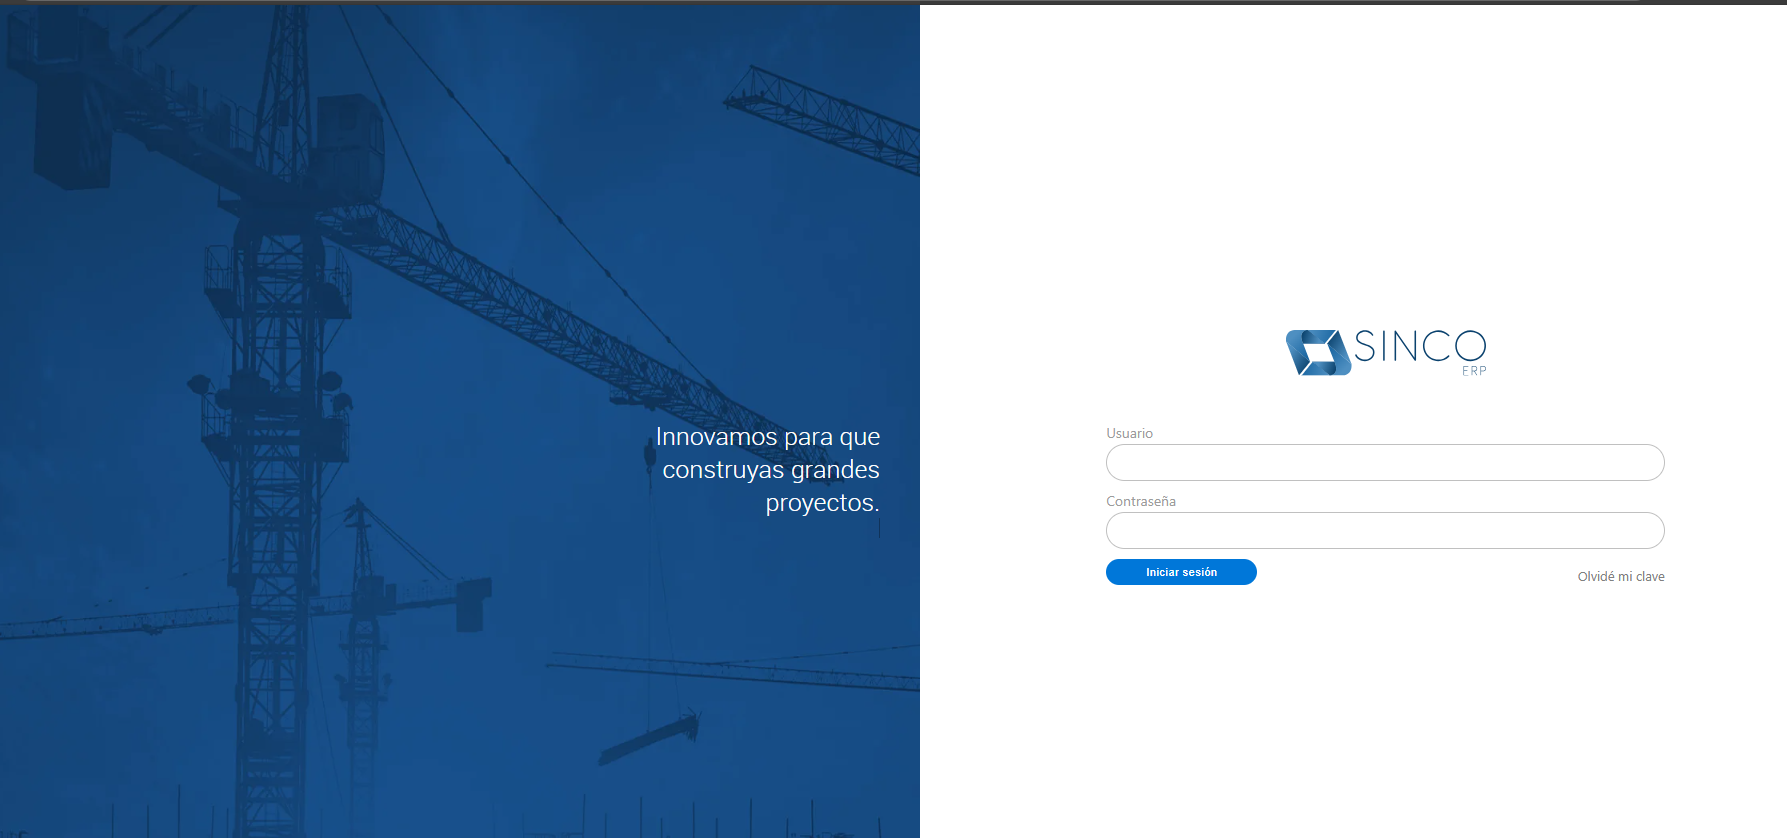 Innovamos para que
construyas grandes
proyectos.
SINCO
ERP
Usuario
Contraseña
Iniciar sesión
Olvidé mi clave